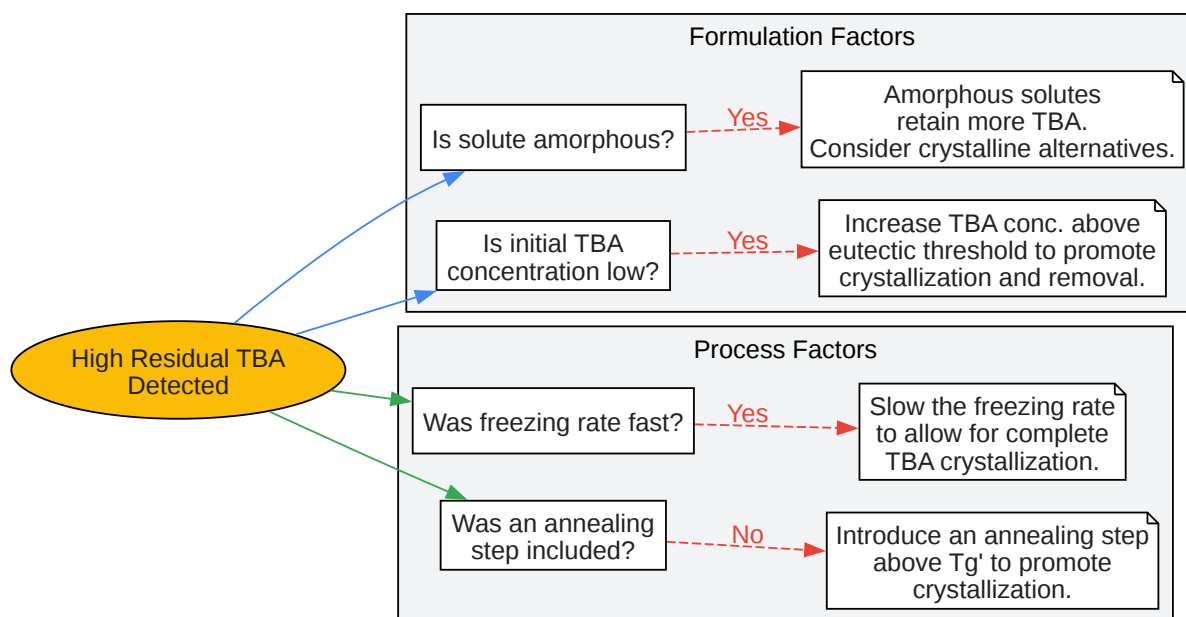 Formulation Factors
Is solute amorphous?
Yes
Amorphous solutes
retain more TBA.
Consider crystalline alternatives.
Is initial TBA
concentration low?
Yes
Increase TBA conc. above
eutectic threshold to promote
crystallization and removal.
High Residual TBA
Detected
Process Factors
Was freezing rate fast?
Yes
Slow the freezing rate
to allow for complete
TBA crystallization.
Was an annealing
step included?
No
Introduce an annealing step
above Tg' to promote
crystallization.